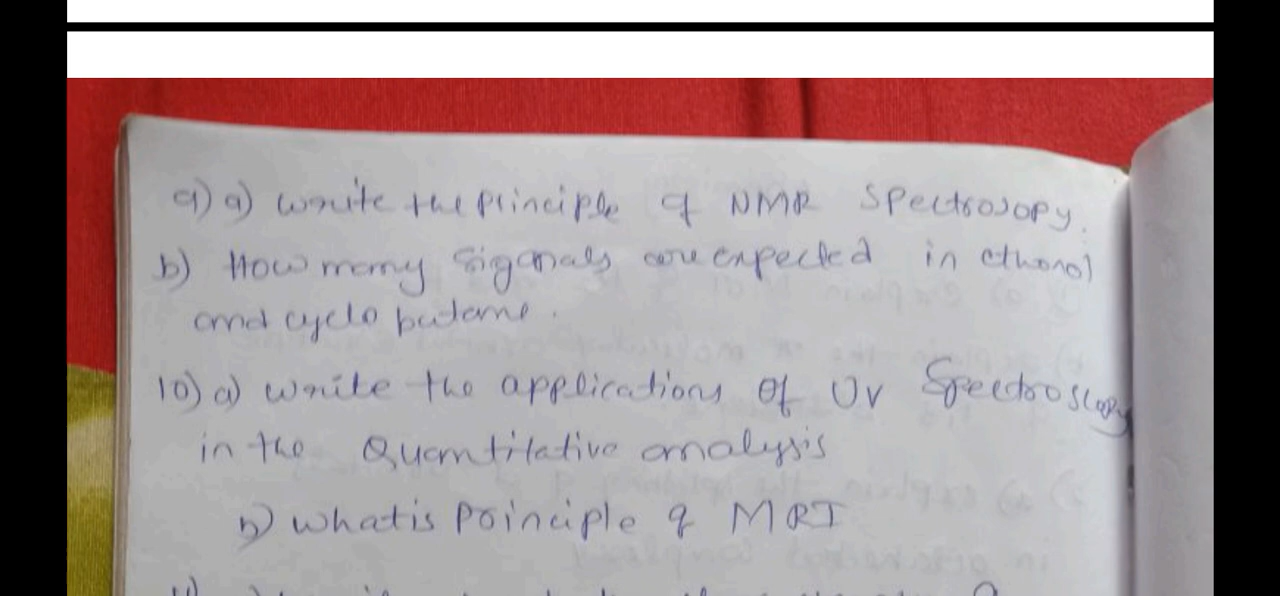 9) a) write the principle of NMR Spectroscopy.
b) How many signals are expected in ethanol
and cyclo butane.
10) a) write the applications of UV Spectroscopy
in the Quantitative analysis
b) what is principle of MRI